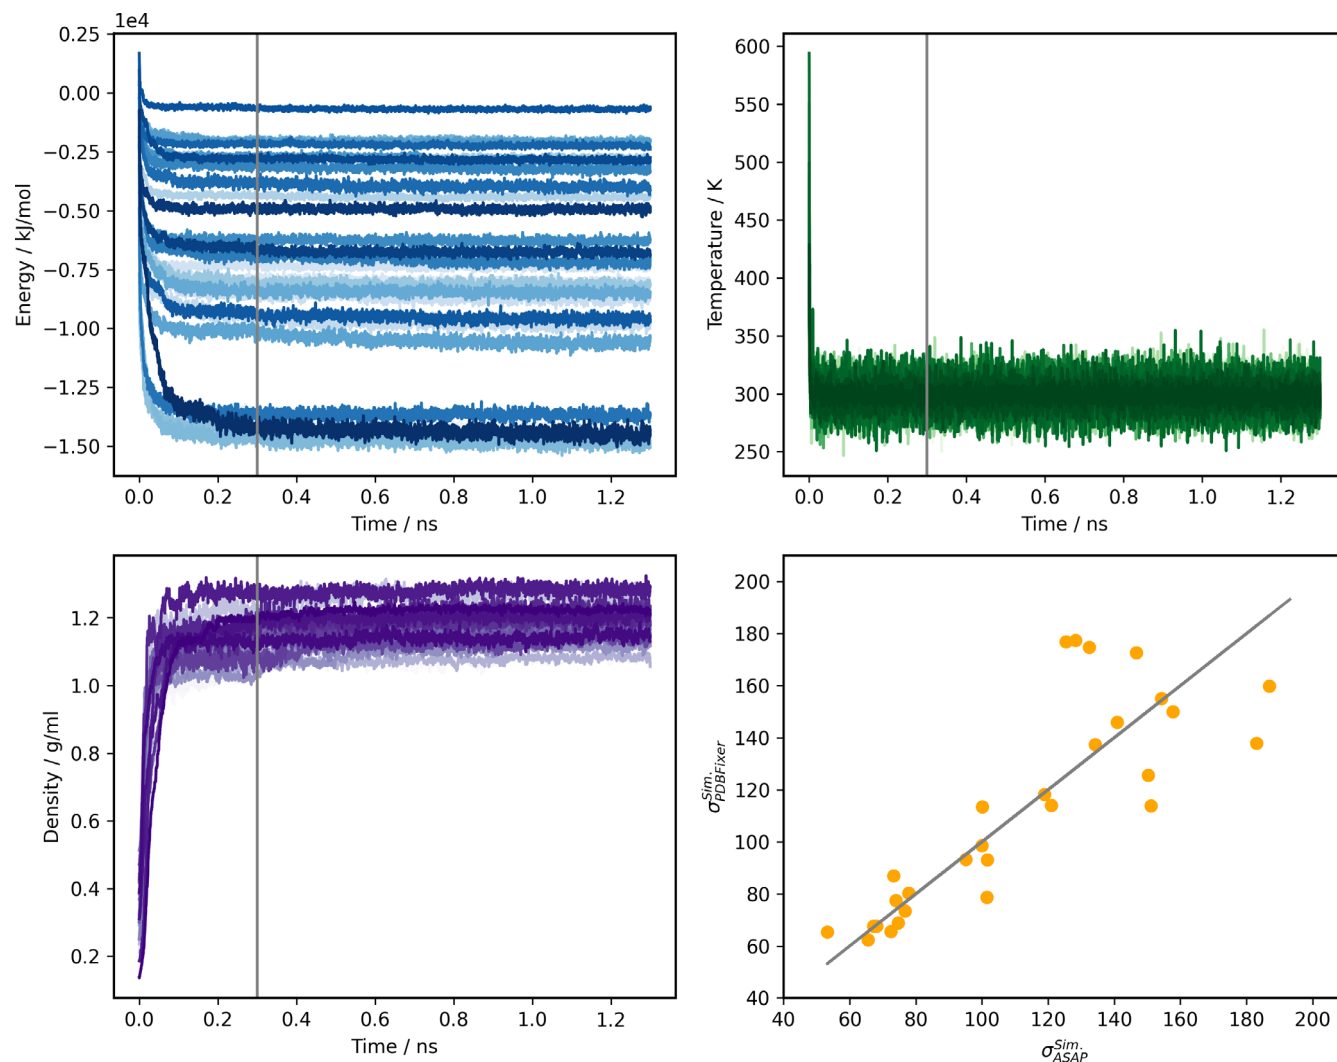 1e4
0.25
0.00
−0.25
−0.50
−0.75
−1.00
−1.25
−1.50
Energy / kJ/mol
0.0 0.2 0.4 0.6 0.8 1.0 1.2
Time / ns
600
550
500
450
400
350
300
250
Temperature / K
0.0 0.2 0.4 0.6 0.8 1.0 1.2
Time / ns
1.2
1.0
0.8
0.6
0.4
0.2
Density / g/ml
0.0 0.2 0.4 0.6 0.8 1.0 1.2
Time / ns
200
180
160
140
120
100
80
60
40
σ^{Sim.}_{PDBFixer}
40 60 80 100 120 140 160 180 200
σ^{Sim.}_{ASAP}